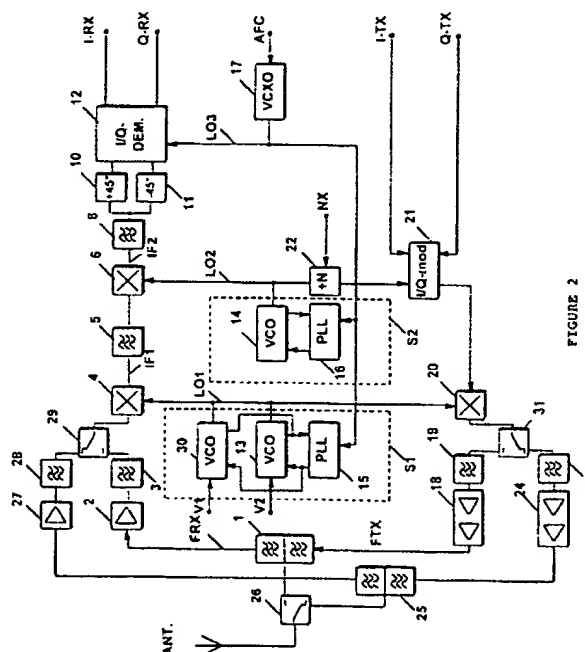 I-RX
Q-RX
AFC
I-TX
Q-TX
12
I/Q-
DEM.
17
VCXO
10
+45°
-45°
11
LO3
8
IF2
6
NX
LO2
22
÷N
21
I/Q-mod
5
14
VCO
PLL
16
S2
IF1
4
LO1
20
29
30
VCO
13
VCO
PLL
15
S1
31
28
3
V1
V2
19
27
2
FRX
1
FTX
18
24
26
25
ANT.
FIGURE 2